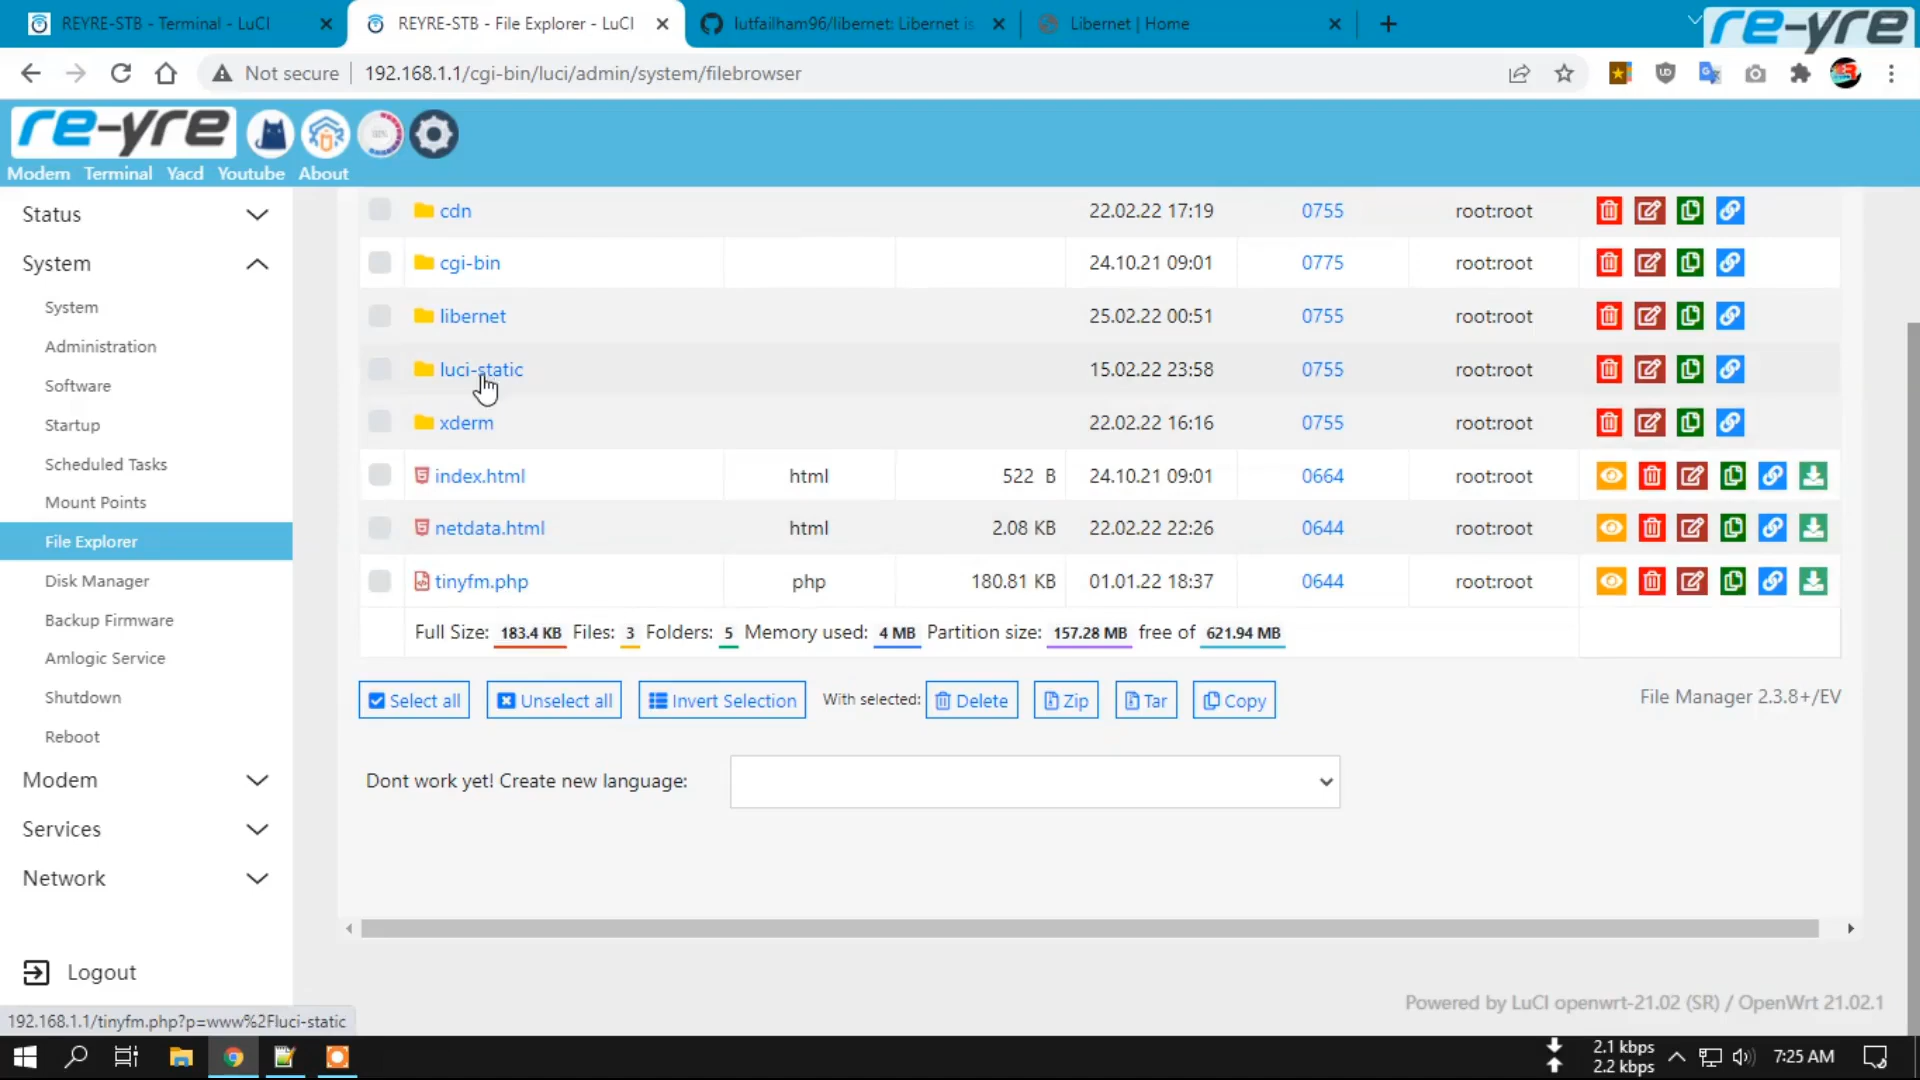 REYRE-STB - Terminal - LuCI
REYRE-STB - File Explorer - LuCI
lutfailham96/libernet: Libernet is
Libernet | Home
re-yre
Not secure
192.168.1.1/cgi-bin/luci/admin/system/filebrowser
re-yre
Modem Terminal Yacd Youtube About
Status
System
System
Administration
Software
Startup
Scheduled Tasks
Mount Points
File Explorer
Disk Manager
Backup Firmware
Amlogic Service
Shutdown
Reboot
Modem
Services
Network
Logout
cdn 22.02.22 17:19 0755 root:root
cgi-bin 24.10.21 09:01 0775 root:root
libernet 25.02.22 00:51 0755 root:root
luci-static 15.02.22 23:58 0755 root:root
xderm 22.02.22 16:16 0755 root:root
index.html html 522 B 24.10.21 09:01 0664 root:root
netdata.html html 2.08 KB 22.02.22 22:26 0644 root:root
tinyfm.php php 180.81 KB 01.01.22 18:37 0644 root:root
Full Size: 183.4 KB Files: 3 Folders: 5 Memory used: 4 MB Partition size: 157.28 MB free of 621.94 MB
Select all Unselect all Invert Selection With selected: Delete Zip Tar Copy
File Manager 2.3.8+/EV
Dont work yet! Create new language:
Powered by LuCI openwrt-21.02 (SR) / OpenWrt 21.02.1
192.168.1.1/tinyfm.php?p=www%2Fluci-static
2.1 kbps
2.2 kbps
7:25 AM